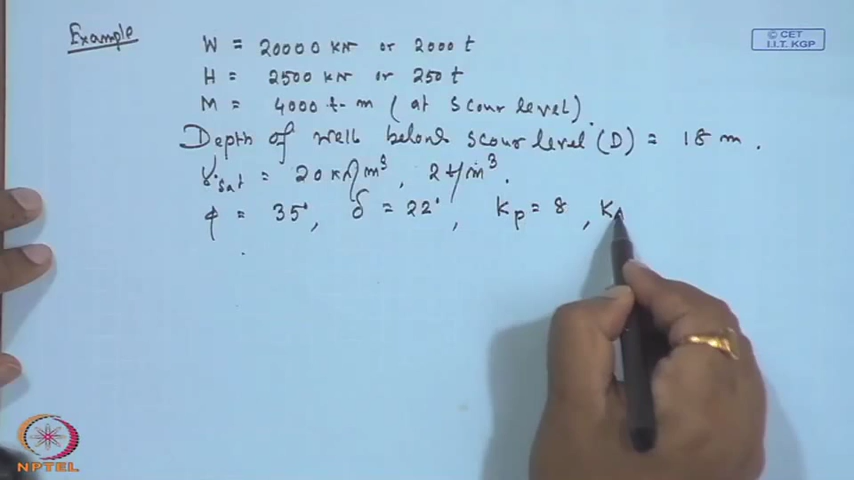 Example
© CET
I.I.T. KGP
W = 20000 kN or 2000 t
H = 2500 kN or 250 t
M = 4000 t-m (at scour level).
Depth of well below scour level (D) = 18 m.
γsat = 20 kN/m³, 2 t/m³.
φ = 35°, δ = 22°, Kp = 8, KA
NPTEL